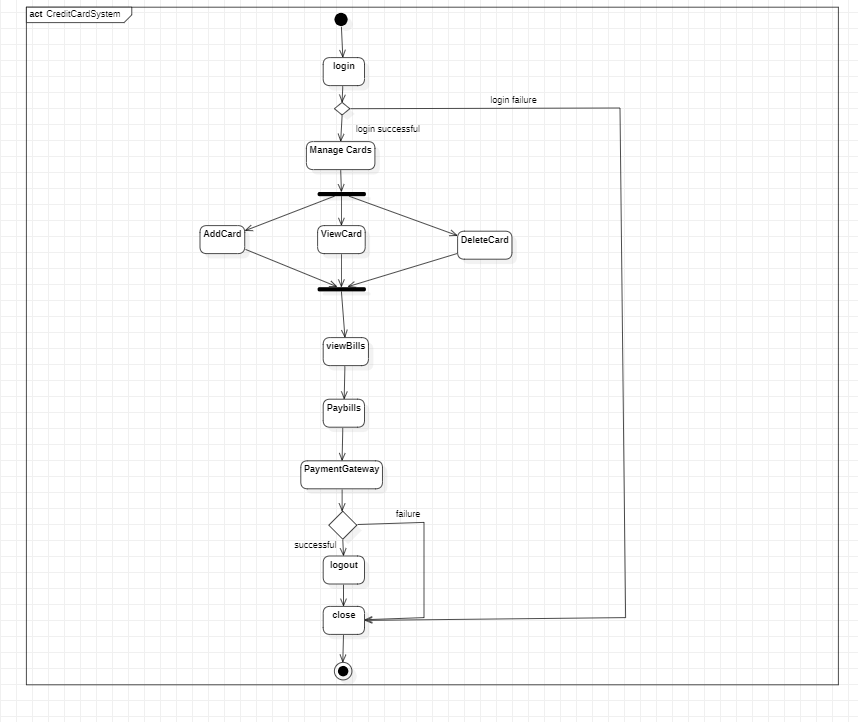 act CreditCardSystem
login
login failure
login successful
Manage Cards
AddCard
ViewCard
DeleteCard
viewBills
Paybills
PaymentGateway
failure
successful
logout
close